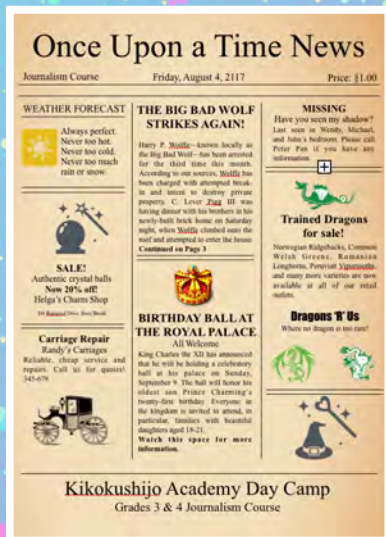 Once Upon a Time News
Journalism Course
Friday, August 4, 2117
Price: §1.00
WEATHER FORECAST
Always perfect.
Never too hot.
Never too cold.
Never too much
rain or snow.
SALE!
Authentic crystal balls
Now 20% off!
Helga's Charm Shop
Carriage Repair
Randy's Carriages
Reliable, cheap service and
repairs. Call us for quotes!
345-678
THE BIG BAD WOLF
STRIKES AGAIN!
Harry P. Wolffe—known locally as
the Big Bad Wolf—has been arrested
for the third time this month.
According to our sources, Wolffe has
been charged with attempted break-
in and intent to destroy private
property. C. Lever Pigg III was
having dinner with his brothers in his
newly-built brick home on Saturday
night, when Wolffe climbed onto the
roof and attempted to enter the house
Continued on Page 3
BIRTHDAY BALL AT
THE ROYAL PALACE
All Welcome
King Charles the XII has announced
that he will be holding a celebratory
ball at his palace on Sunday,
September 9. The ball will honor his
oldest son Prince Charming's
twenty-first birthday. Everyone in
the kingdom is invited to attend, in
particular, families with beautiful
daughters aged 18-21.
Watch this space for more
information.
MISSING
Have you seen my shadow?
Last seen in Wendy, Michael,
and John's bedroom. Please call
Peter Pan if you have any
information.
Trained Dragons
for sale!
Norwegian Ridgebacks, Common
Welsh Greens, Romanian
Longhorns, Peruvian Vipertooths,
and many more varieties are now
available at all of our retail
outlets.
Dragons 'R' Us
Where no dragon is too rare!
Kikokushijo Academy Day Camp
Grades 3 & 4 Journalism Course